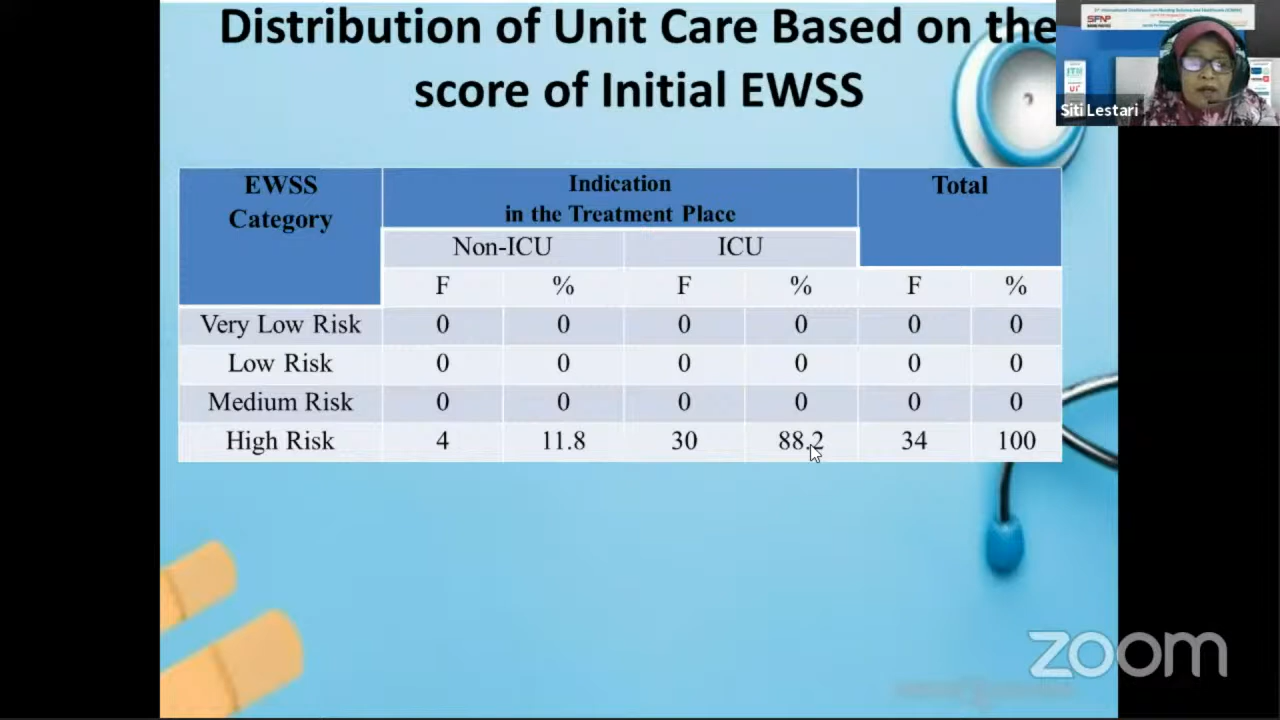 Distribution of Unit Care Based on the
score of Initial EWSS
Siti Lestari
EWSS Category
Indication
in the Treatment Place
Total
Non-ICU ICU
F % F % F %
Very Low Risk 0 0 0 0 0 0
Low Risk 0 0 0 0 0 0
Medium Risk 0 0 0 0 0 0
High Risk 4 11.8 30 88.2 34 100
zoom